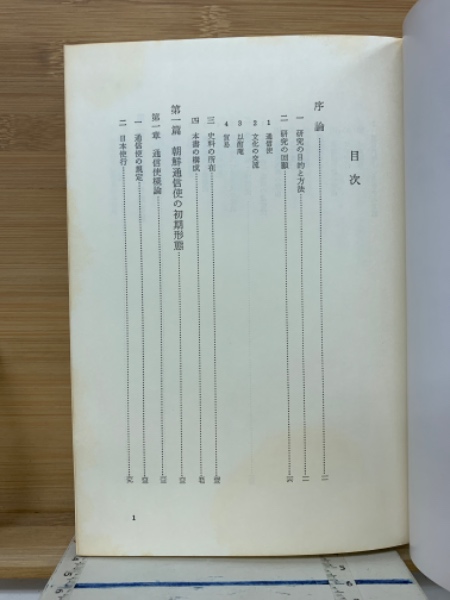 目次
序論
一 研究の目的と方法
二 研究の回顧
1 通信使
2 文化の交流
3 以酊庵
4 貿易
三 史料の所在
四 本書の構成
第一篇 朝鮮通信使の初期形態
第一章 通信使概論
一 通信使の規定
二 日本使行
1